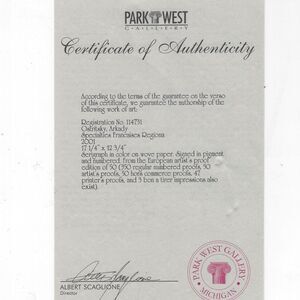 PARK WEST
GALLERY
Certificate of Authenticity
According to the terms of the guarantee on the verso
of this certificate, we guarantee the authorship of the
following work of art:
Registration No. 114731
Ostritsky, Arkady
Specialties Francaises Regiona
2001
17 1/4" x 12 3/4"
Serigraph in color on wove paper. Signed in pigment
and numbered. From the European artist's proof
edition of 50 (350 regular numbered proofs, 50
artist's proofs, 50 hors commerce proofs, 47
printer's proofs, and 3 bon a tirer impressions also
exist).
ALBERT SCAGLIONE
Director
PARK WEST GALLERY
MICHIGAN